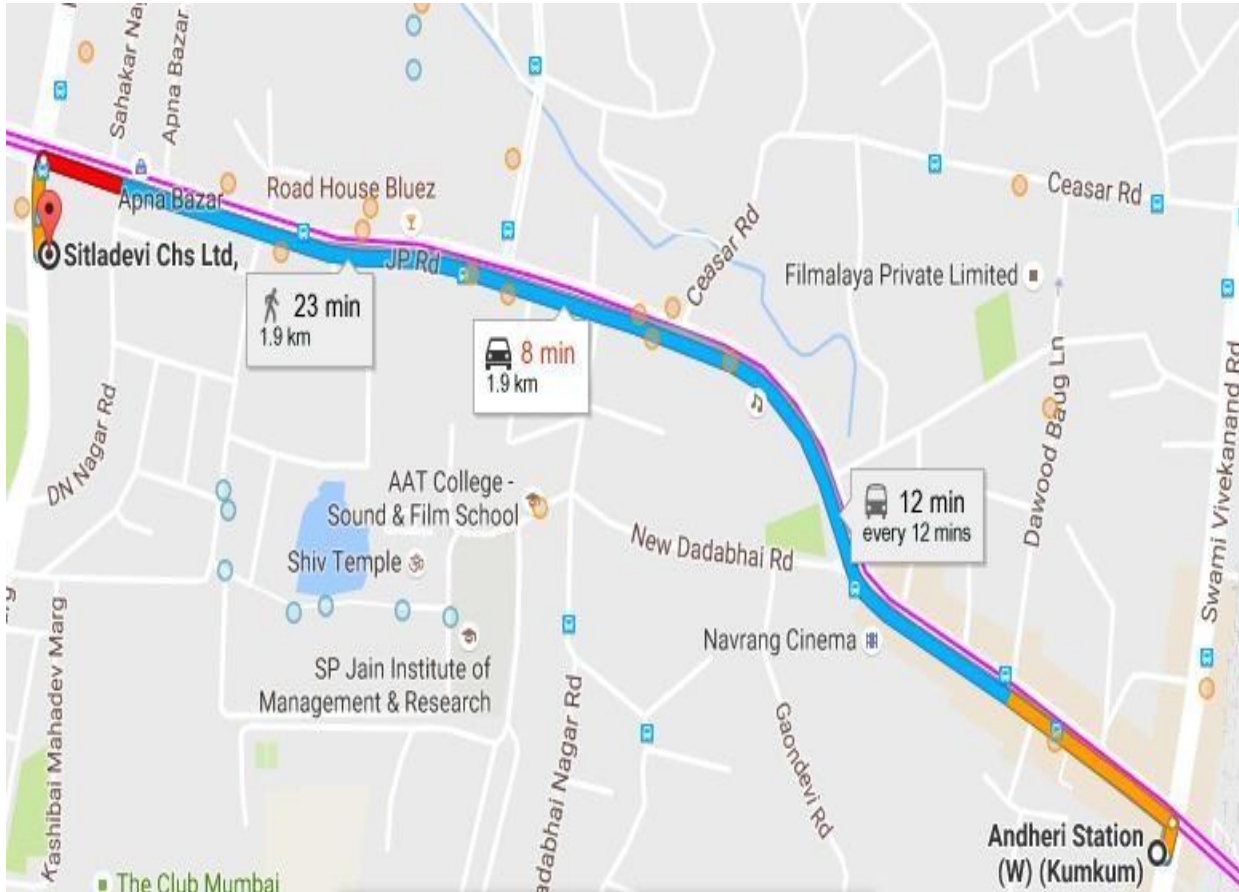 Sahakar Nag
Apna Bazar
Apna Bazar
Road House Bluez
JP Rd
Sitladevi Chs Ltd,
23 min
1.9 km
8 min
1.9 km
Ceasar Rd
Ceasar Rd
Filmalaya Private Limited
DN Nagar Rd
AAT College -
Sound & Film School
Shiv Temple
New Dadabhai Rd
12 min
every 12 mins
Dawood Baug Ln
Swami Vivekanand Rd
Navrang Cinema
SP Jain Institute of
Management & Research
Kashibai Mahadev Marg
adabhai Nagar Rd
Gaondevi Rd
Andheri Station
(W) (Kumkum)
The Club Mumbai